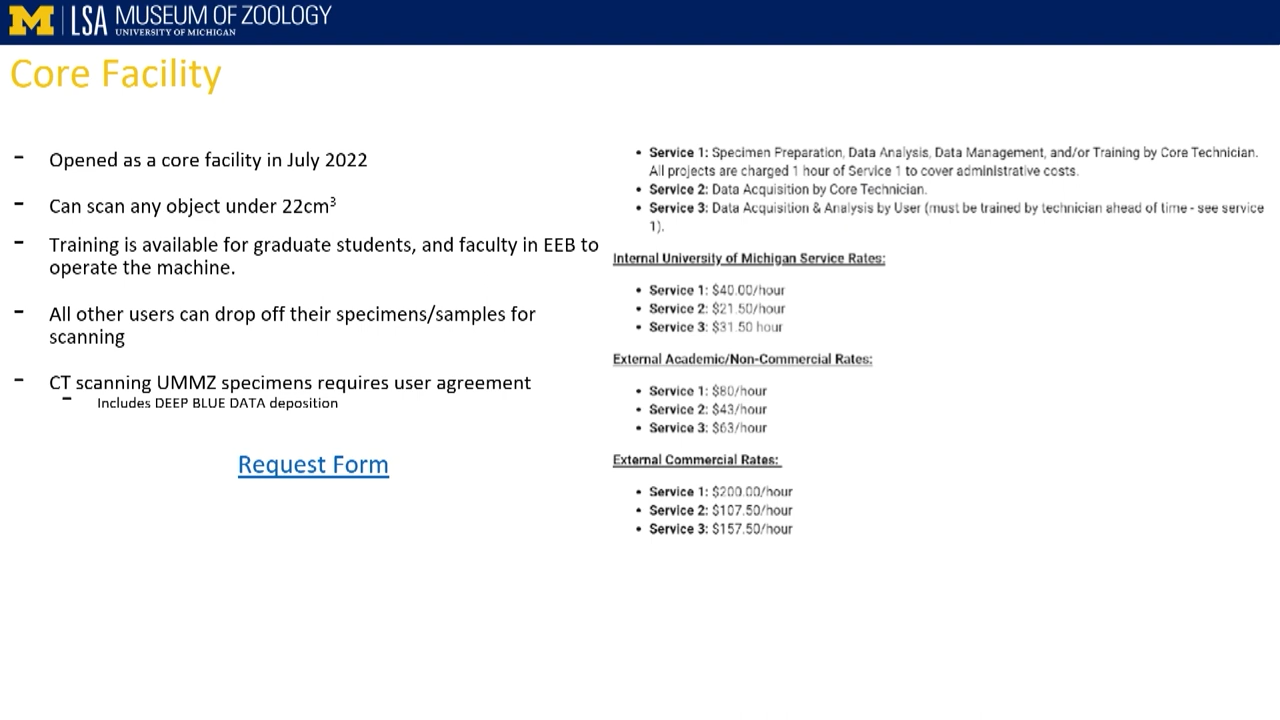 M LSA MUSEUM OF ZOOLOGY
UNIVERSITY OF MICHIGAN
Core Facility
- Opened as a core facility in July 2022
- Can scan any object under 22cm³
- Training is available for graduate students, and faculty in EEB to
operate the machine.
- All other users can drop off their specimens/samples for
scanning
- CT scanning UMMZ specimens requires user agreement
- Includes DEEP BLUE DATA deposition
Request Form
• Service 1: Specimen Preparation, Data Analysis, Data Management, and/or Training by Core Technician.
All projects are charged 1 hour of Service 1 to cover administrative costs.
• Service 2: Data Acquisition by Core Technician.
• Service 3: Data Acquisition & Analysis by User (must be trained by technician ahead of time - see service
1).
Internal University of Michigan Service Rates:
• Service 1: $40.00/hour
• Service 2: $21.50/hour
• Service 3: $31.50 hour
External Academic/Non-Commercial Rates:
• Service 1: $80/hour
• Service 2: $43/hour
• Service 3: $63/hour
External Commercial Rates:
• Service 1: $200.00/hour
• Service 2: $107.50/hour
• Service 3: $157.50/hour